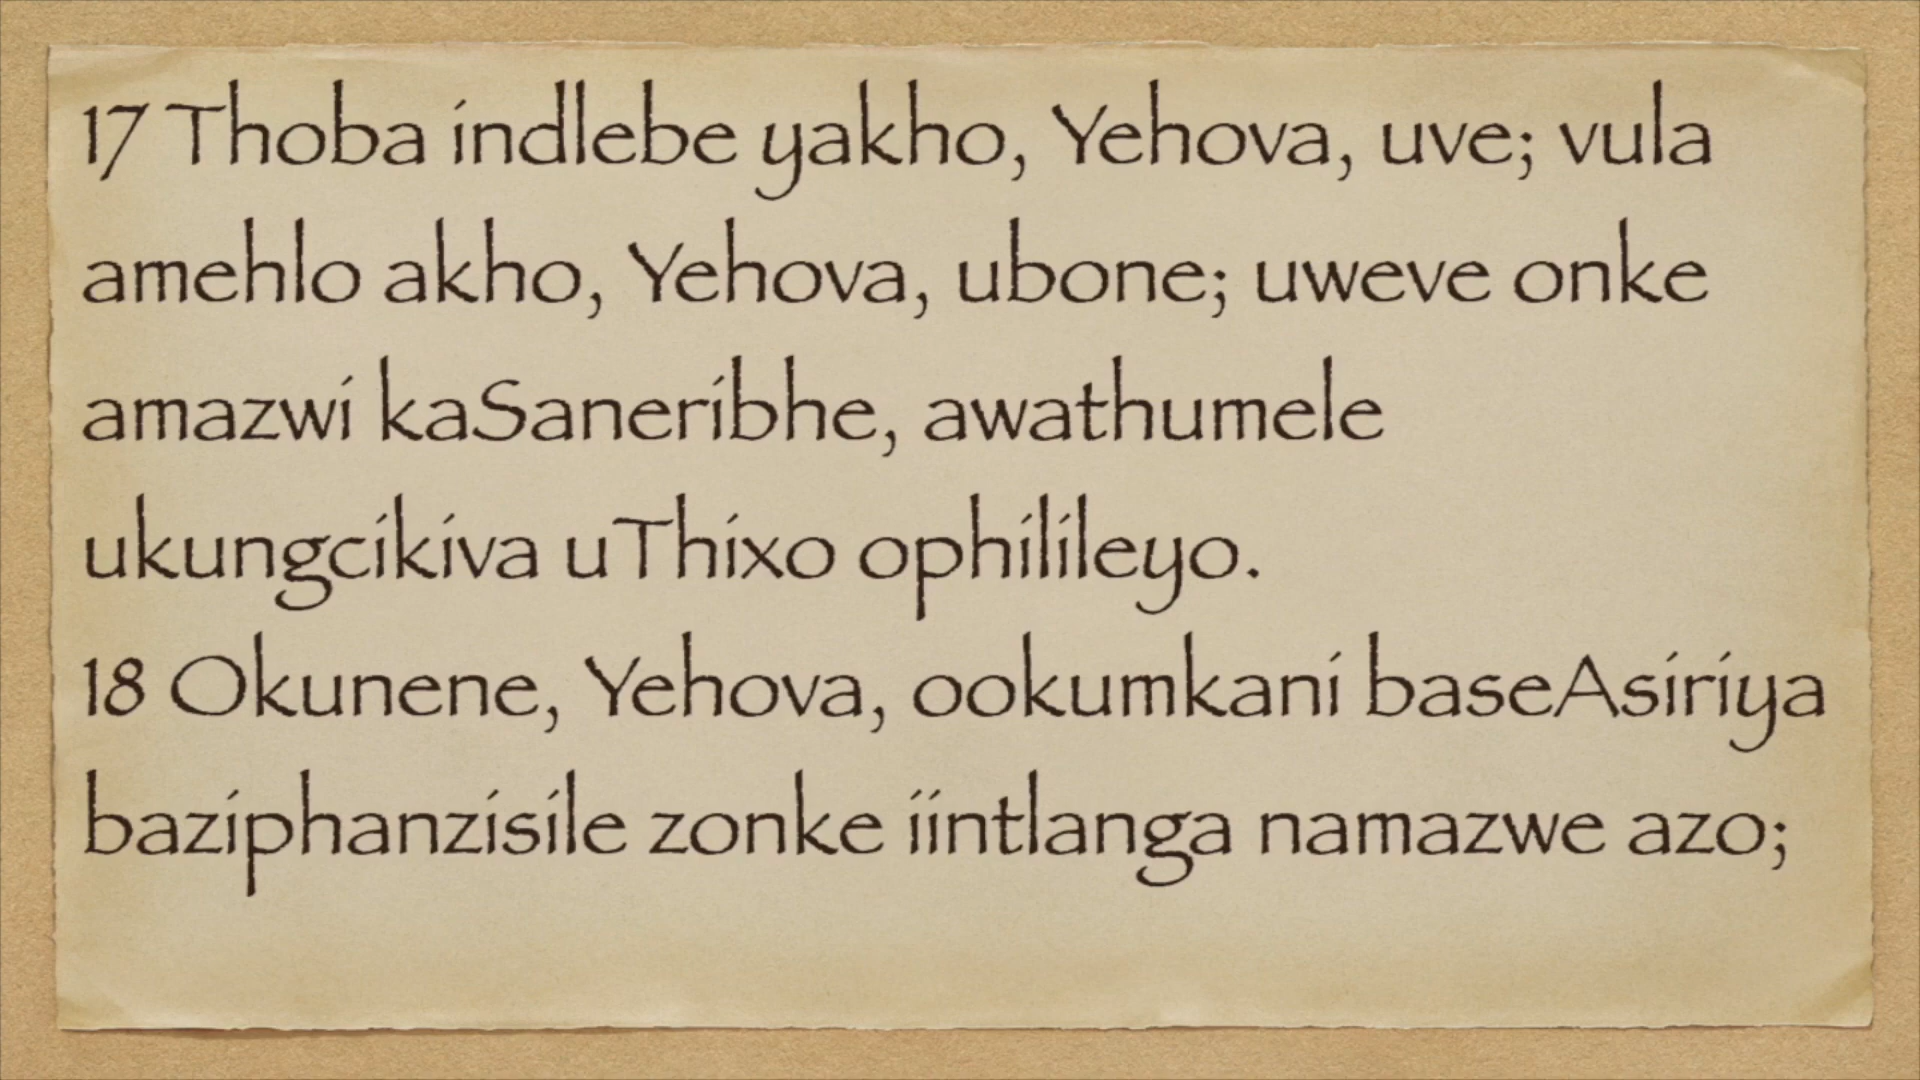 17 Thoba indlebe yakho, Yehova, uve; vula
amehlo akho, Yehova, ubone; uweve onke
amazwi kaSaneribhe, awathumele
ukungcikiva uThixo ophilileyo.
18 Okunene, Yehova, ookumkani baseAsiriya
baziphanzisile zonke iintlanga namazwe azo;